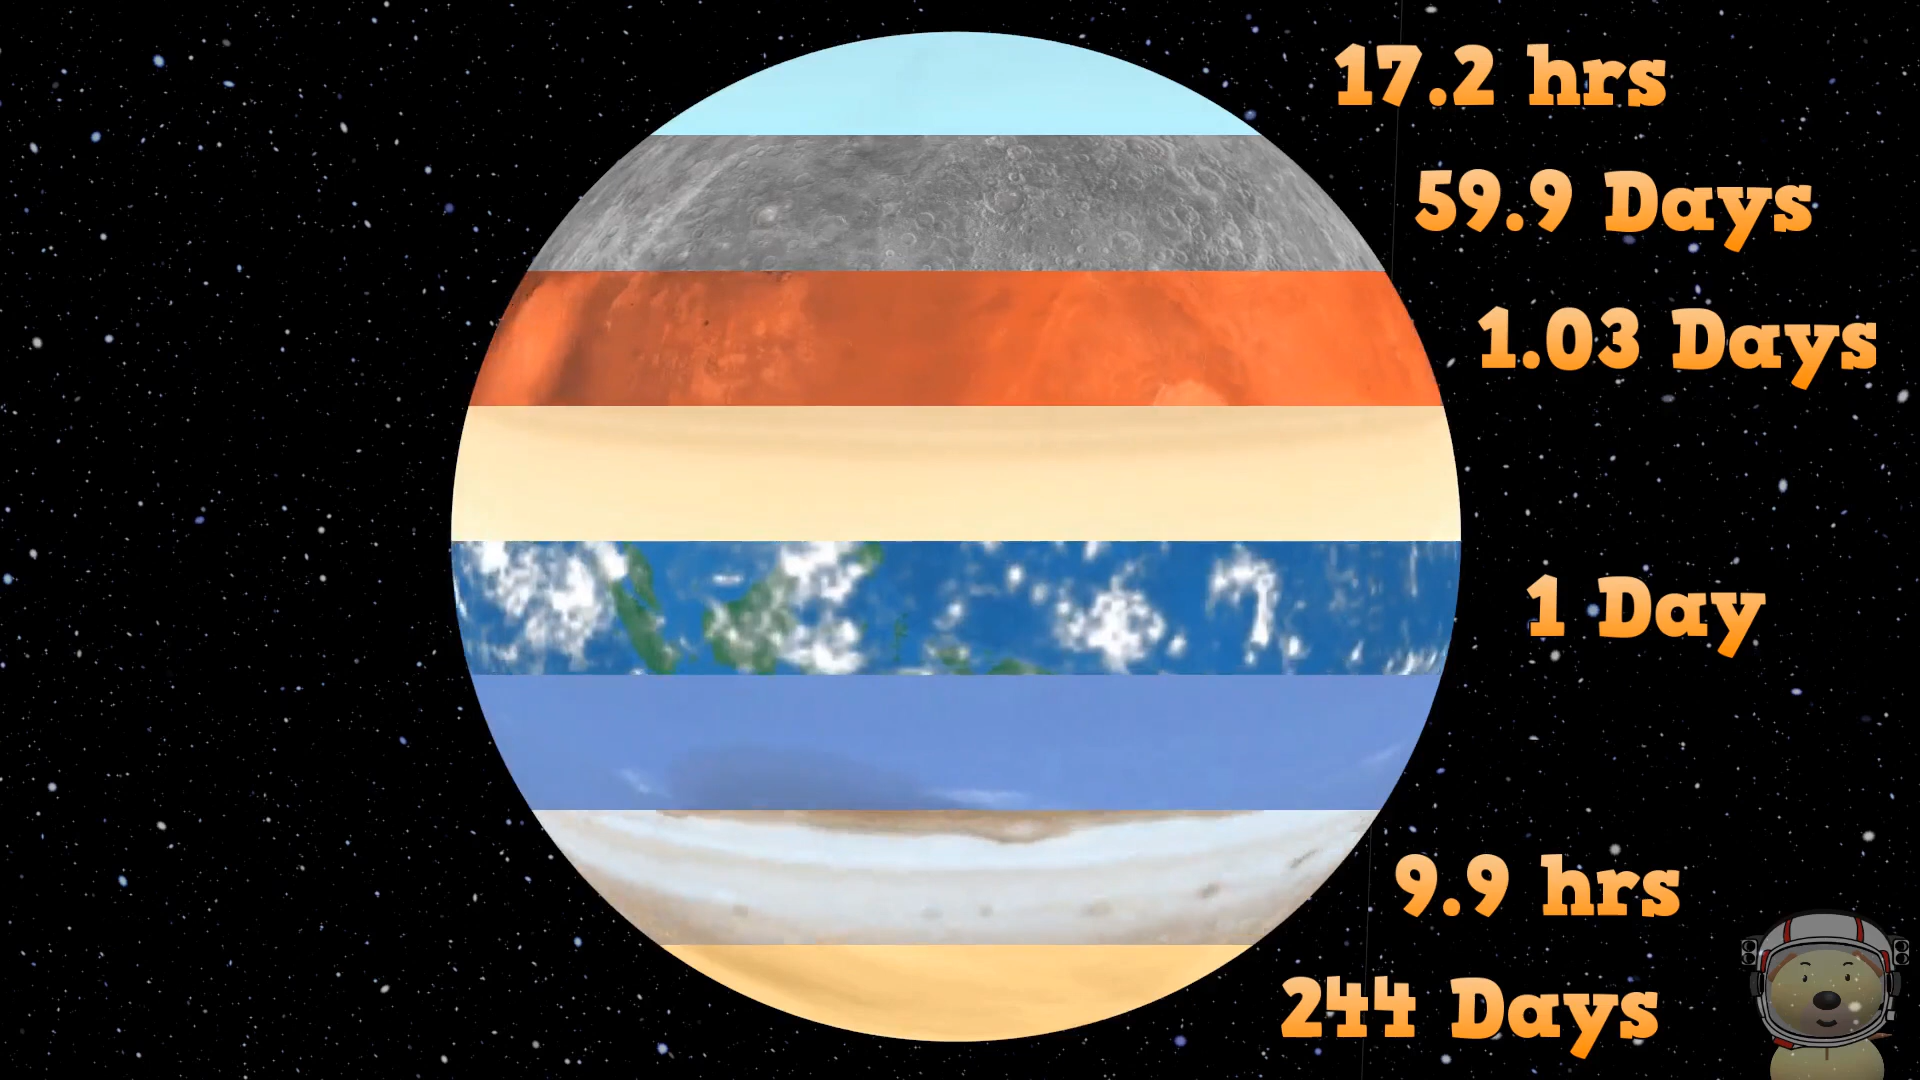 17.2 hrs
59.9 Days
1.03 Days
1 Day
9.9 hrs
244 Days